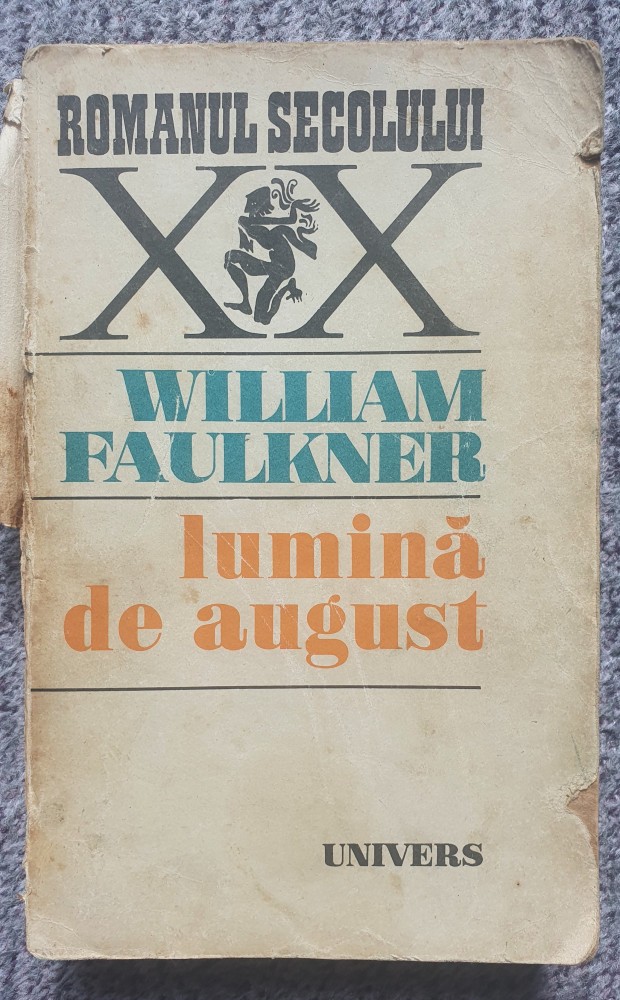 ROMANUL SECOLULUI
XX
WILLIAM
FAULKNER
lumină
de august
UNIVERS